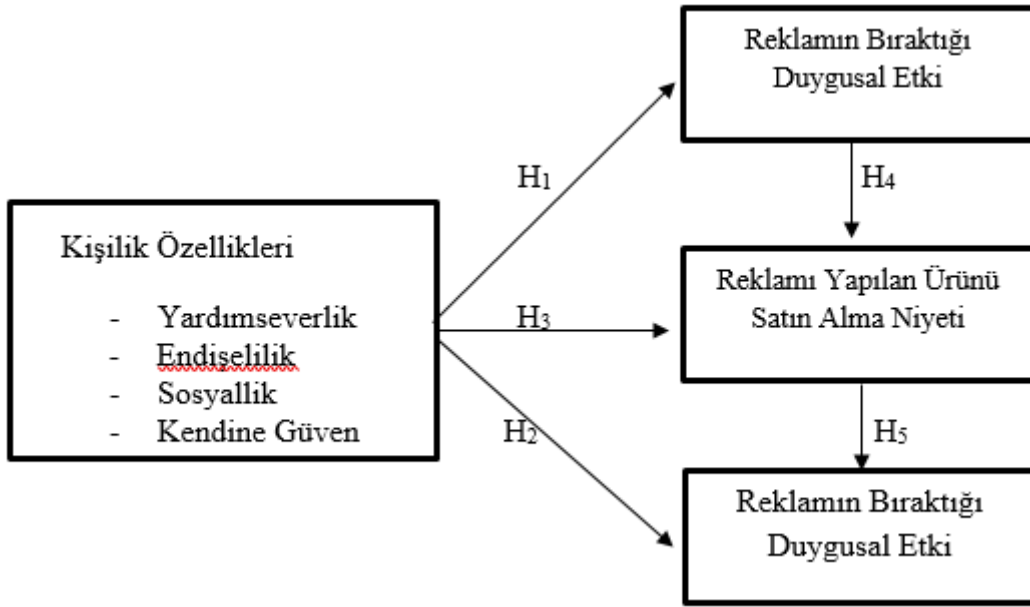 Reklamın Bıraktığı
Duygusal Etki
H1
H4
Kişilik Özellikleri
- Yardımseverlik
- Endişelilik
- Sosyallik
- Kendine Güven
H3
Reklamı Yapılan Ürünü
Satın Alma Niyeti
H2
H5
Reklamın Bıraktığı
Duygusal Etki